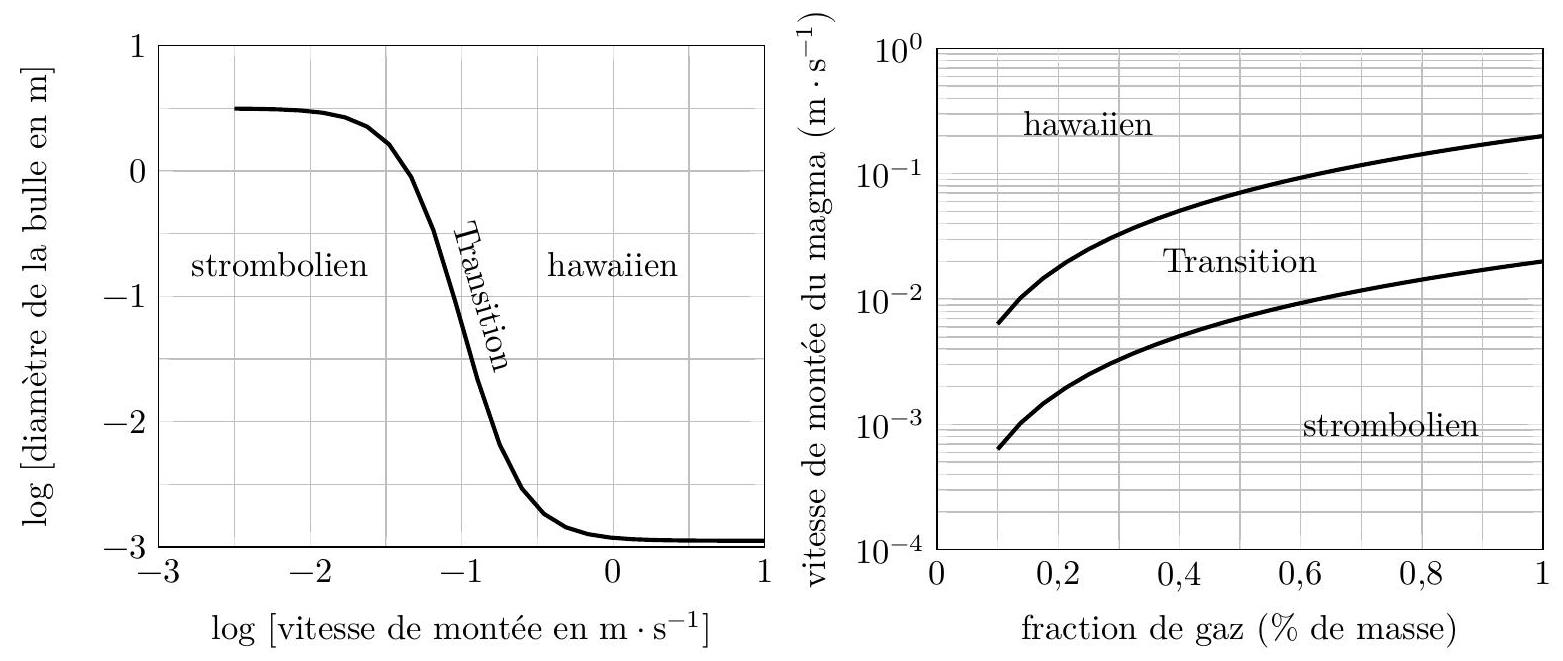 log [diamètre de la bulle en m]
1
0
−1
−2
−3
strombolien
Transition
hawaiien
−3
−2
−1
0
1
log [vitesse de montée en m · s⁻¹]
vitesse de montée du magma (m · s⁻¹)
10⁰
10⁻¹
10⁻²
10⁻³
10⁻⁴
hawaiien
Transition
strombolien
0
0,2
0,4
0,6
0,8
1
fraction de gaz (% de masse)